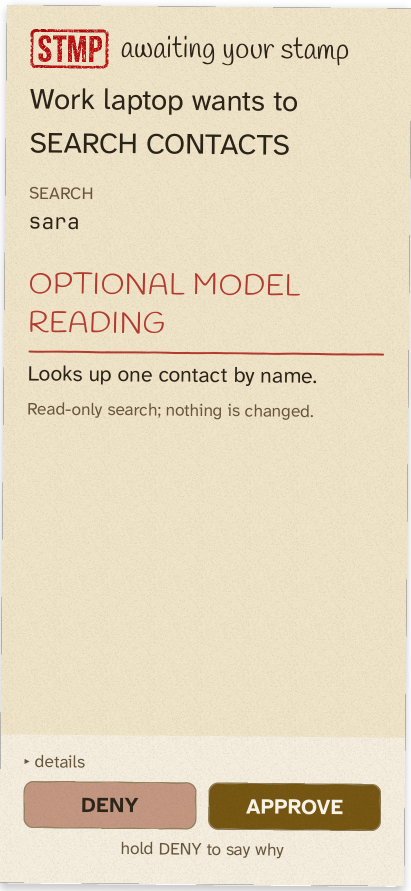 STMP awaiting your stamp
Work laptop wants to
SEARCH CONTACTS
SEARCH
sara
OPTIONAL MODEL
READING
Looks up one contact by name.
Read-only search; nothing is changed.
▸ details
DENY APPROVE
hold DENY to say why